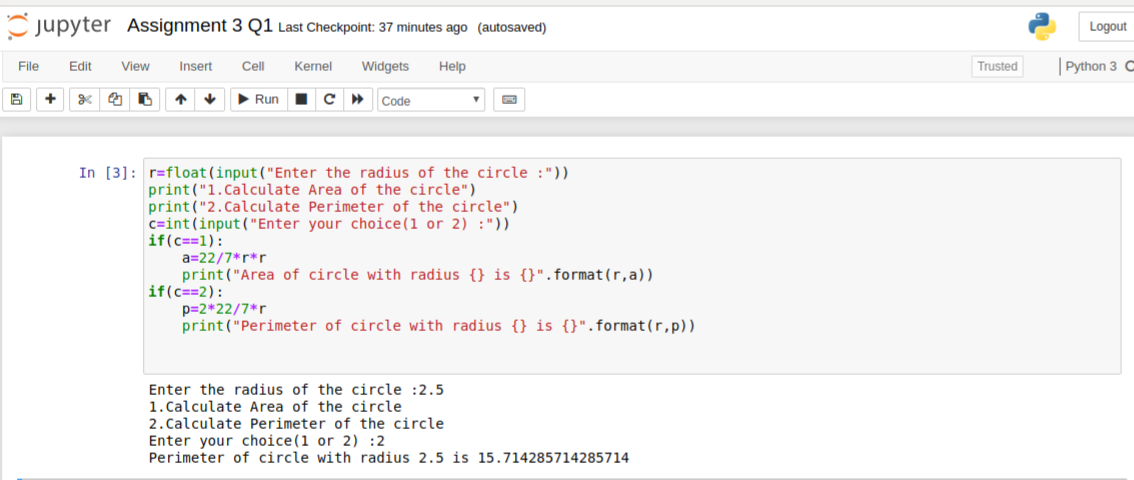 jupyter Assignment 3 Q1 Last Checkpoint: 37 minutes ago (autosaved)
Logout
File Edit View Insert Cell Kernel Widgets Help
Trusted
Python 3
Run
Code
In [3]:
r=float(input("Enter the radius of the circle :"))
print("1.Calculate Area of the circle")
print("2.Calculate Perimeter of the circle")
c=int(input("Enter your choice(1 or 2) :"))
if(c==1):
    a=22/7*r*r
    print("Area of circle with radius {} is {}".format(r,a))
if(c==2):
    p=2*22/7*r
    print("Perimeter of circle with radius {} is {}".format(r,p))
Enter the radius of the circle :2.5
1.Calculate Area of the circle
2.Calculate Perimeter of the circle
Enter your choice(1 or 2) :2
Perimeter of circle with radius 2.5 is 15.714285714285714